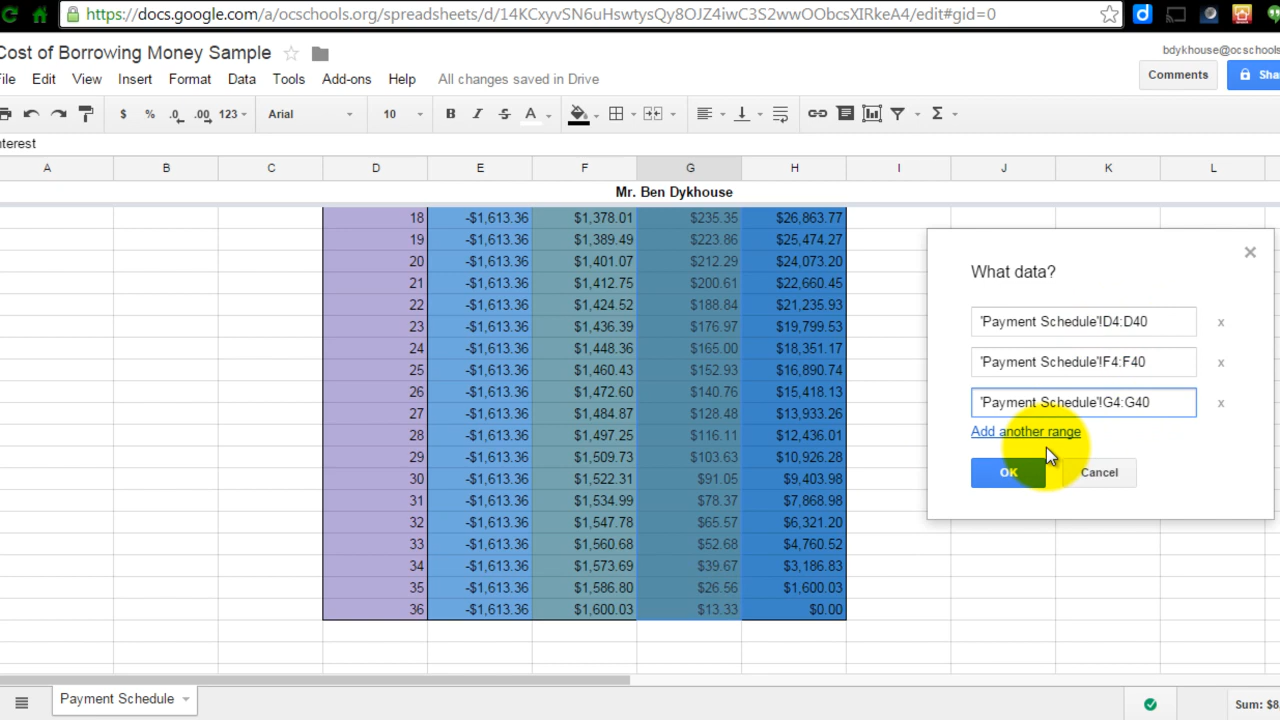 https://docs.google.com/a/ocschools.org/spreadsheets/d/14KCxyvSN6uHswtysQy8OJZ4iwC3S2wwOObcsXIRkeA4/edit#gid=0
Cost of Borrowing Money Sample
bdykhouse@ocschools
File Edit View Insert Format Data Tools Add-ons Help All changes saved in Drive
Comments Sha
$ % .0 .00 123 Arial 10 B I S A Σ
nterest
A B C D E F G H I J K L
Mr. Ben Dykhouse
18 -$1,613.36 $1,378.01 $235.35 $26,863.77
19 -$1,613.36 $1,389.49 $223.86 $25,474.27
20 -$1,613.36 $1,401.07 $212.29 $24,073.20
21 -$1,613.36 $1,412.75 $200.61 $22,660.45
22 -$1,613.36 $1,424.52 $188.84 $21,235.93
23 -$1,613.36 $1,436.39 $176.97 $19,799.53
24 -$1,613.36 $1,448.36 $165.00 $18,351.17
25 -$1,613.36 $1,460.43 $152.93 $16,890.74
26 -$1,613.36 $1,472.60 $140.76 $15,418.13
27 -$1,613.36 $1,484.87 $128.48 $13,933.26
28 -$1,613.36 $1,497.25 $116.11 $12,436.01
29 -$1,613.36 $1,509.73 $103.63 $10,926.28
30 -$1,613.36 $1,522.31 $91.05 $9,403.98
31 -$1,613.36 $1,534.99 $78.37 $7,868.98
32 -$1,613.36 $1,547.78 $65.57 $6,321.20
33 -$1,613.36 $1,560.68 $52.68 $4,760.52
34 -$1,613.36 $1,573.69 $39.67 $3,186.83
35 -$1,613.36 $1,586.80 $26.56 $1,600.03
36 -$1,613.36 $1,600.03 $13.33 $0.00
What data?
'Payment Schedule'!D4:D40 x
'Payment Schedule'!F4:F40 x
'Payment Schedule'!G4:G40 x
Add another range
OK Cancel
Payment Schedule
Sum: $8